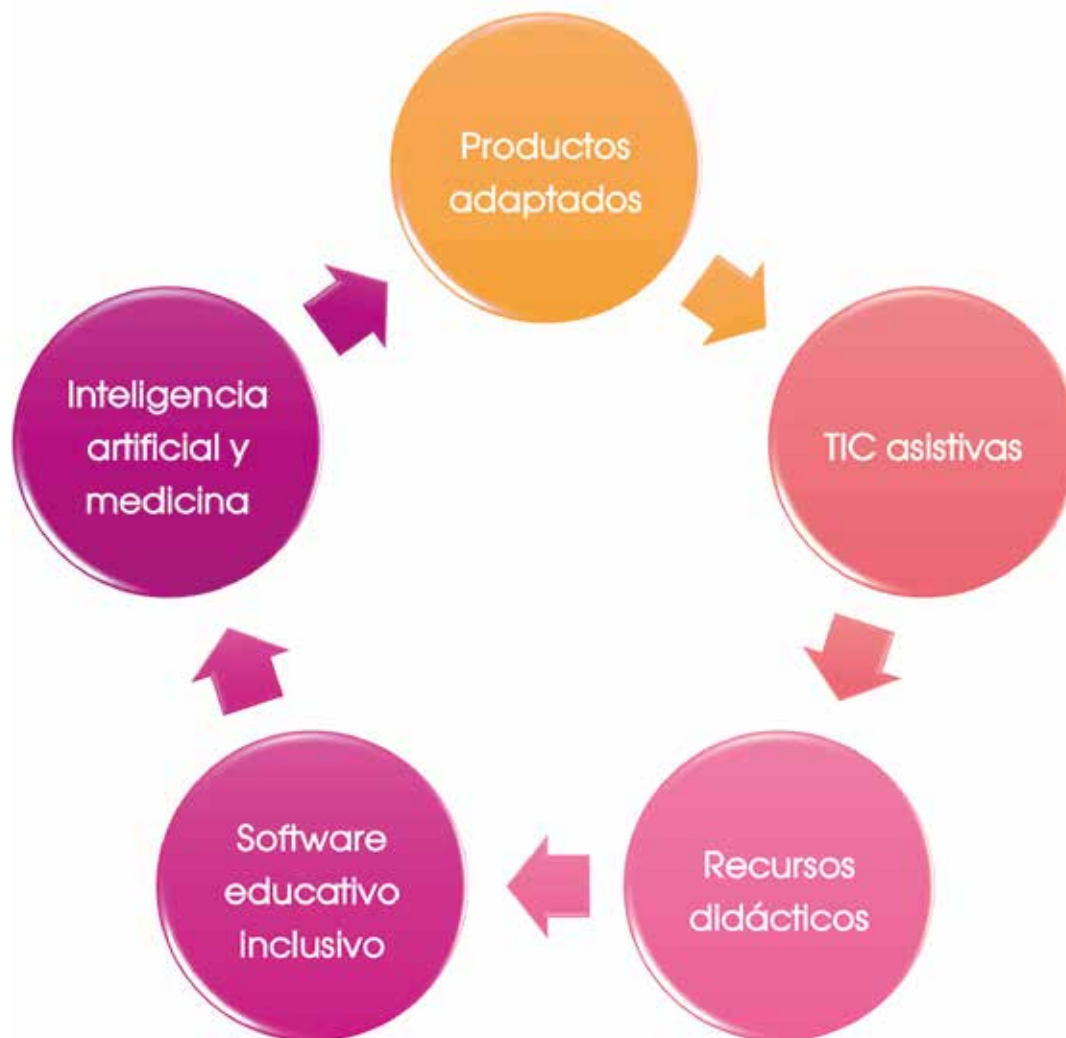 Productos
adaptados
TIC asistivas
Recursos
didácticos
Software
educativo
inclusivo
Inteligencia
artificial y
medicina